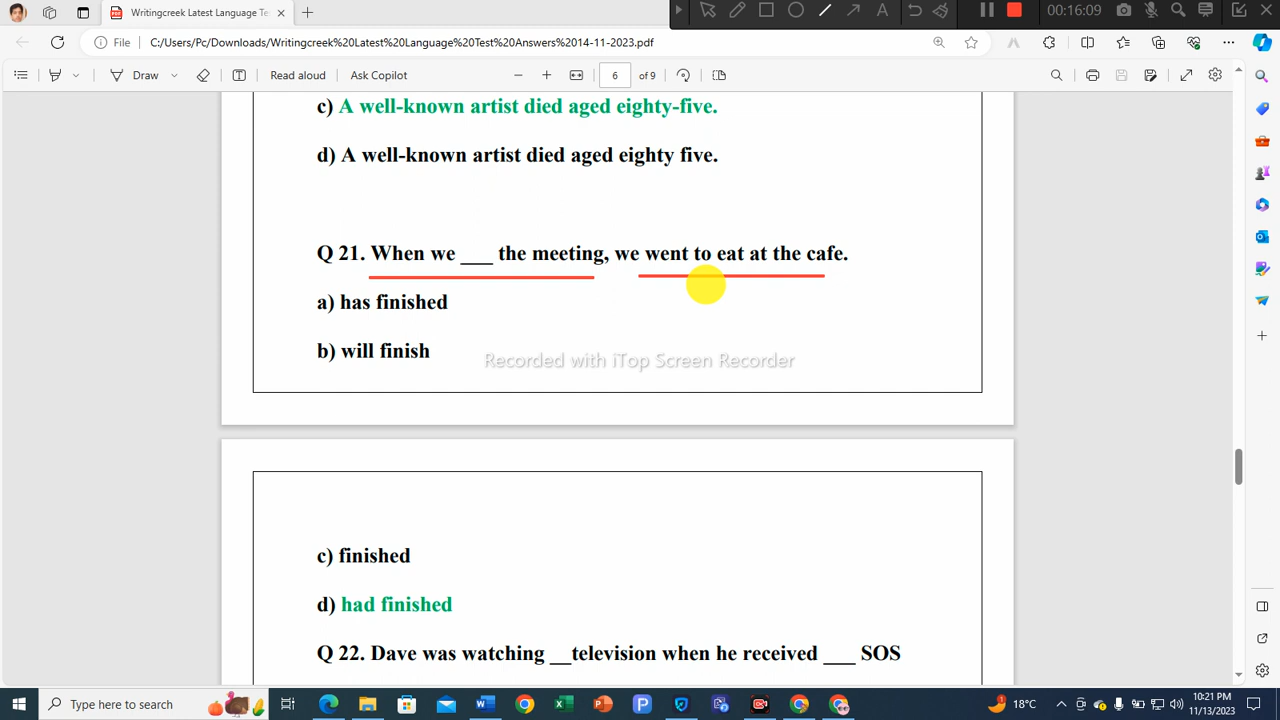 Writingcreek Latest Language Te
00:16:09
File
C:/Users/Pc/Downloads/Writingcreek%20Latest%20Language%20Test%20Answers%2014-11-2023.pdf
Draw
Read aloud
Ask Copilot
6
of 9
c) A well-known artist died aged eighty-five.
d) A well-known artist died aged eighty five.
Q 21. When we ___ the meeting, we went to eat at the cafe.
a) has finished
b) will finish
Recorded with iTop Screen Recorder
c) finished
d) had finished
Q 22. Dave was watching __television when he received ___ SOS
Type here to search
18°C
10:21 PM
11/13/2023